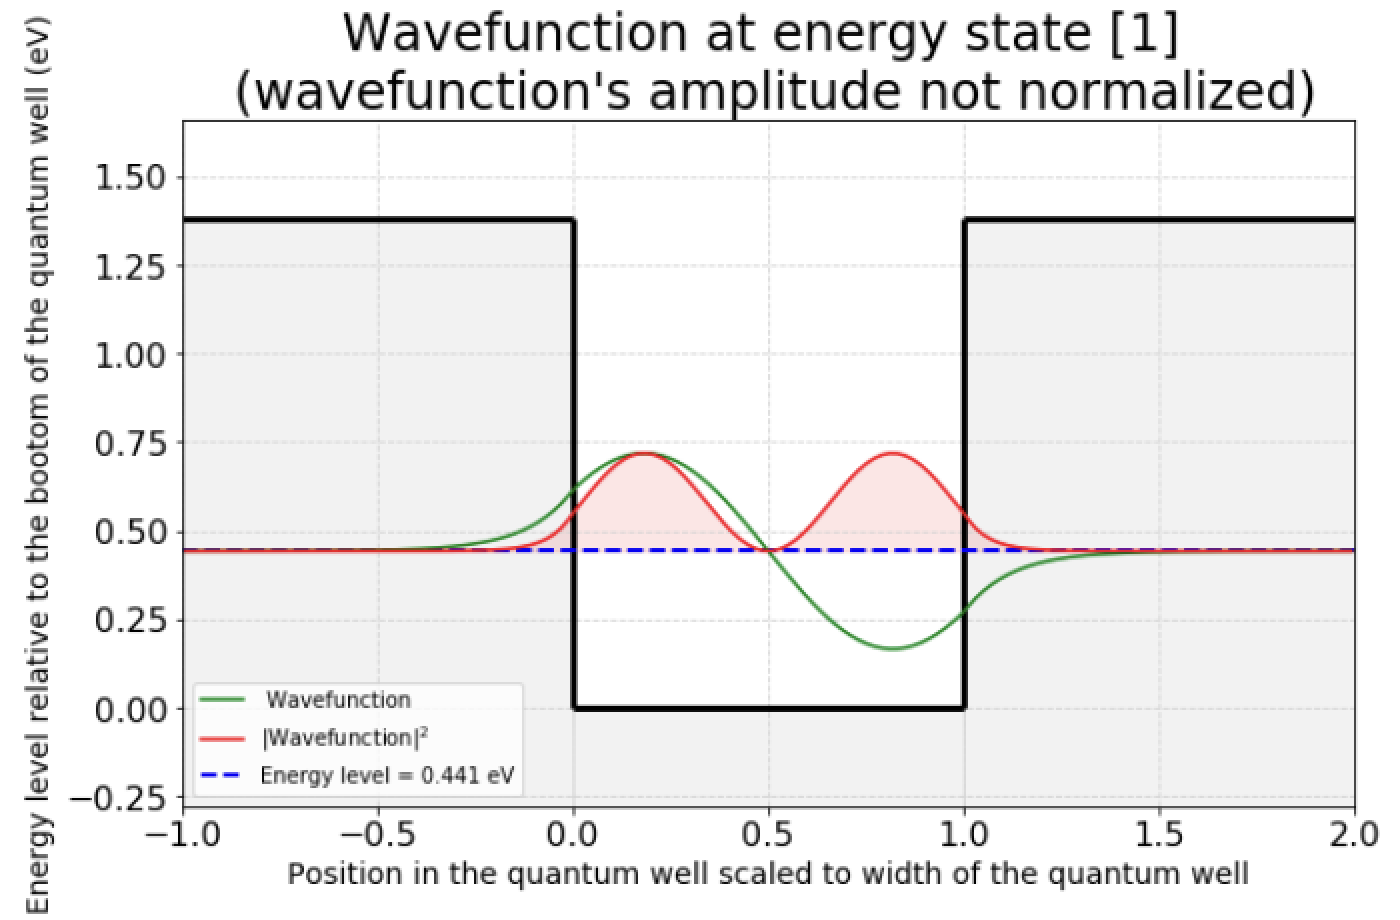 Wavefunction at energy state [1]
(wavefunction's amplitude not normalized)
Energy level relative to the bootom of the quantum well (eV)
1.50
1.25
1.00
0.75
0.50
0.25
0.00
−0.25
Wavefunction
|Wavefunction|²
Energy level = 0.441 eV
−1.0 −0.5 0.0 0.5 1.0 1.5 2.0
Position in the quantum well scaled to width of the quantum well